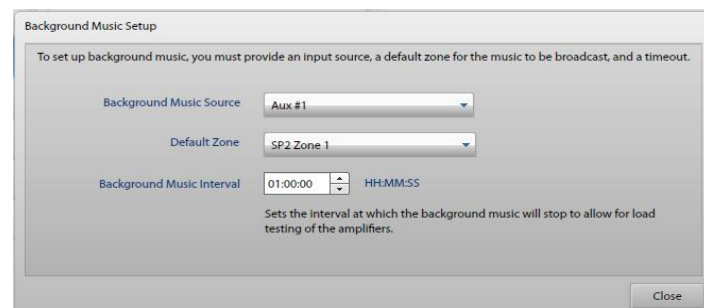 Background Music Setup
To set up background music, you must provide an input source, a default zone for the music to be broadcast, and a timeout.
Background Music Source Aux #1
Default Zone SP2 Zone 1
Background Music Interval 01:00:00 HH:MM:SS
Sets the interval at which the background music will stop to allow for load
testing of the amplifiers.
Close